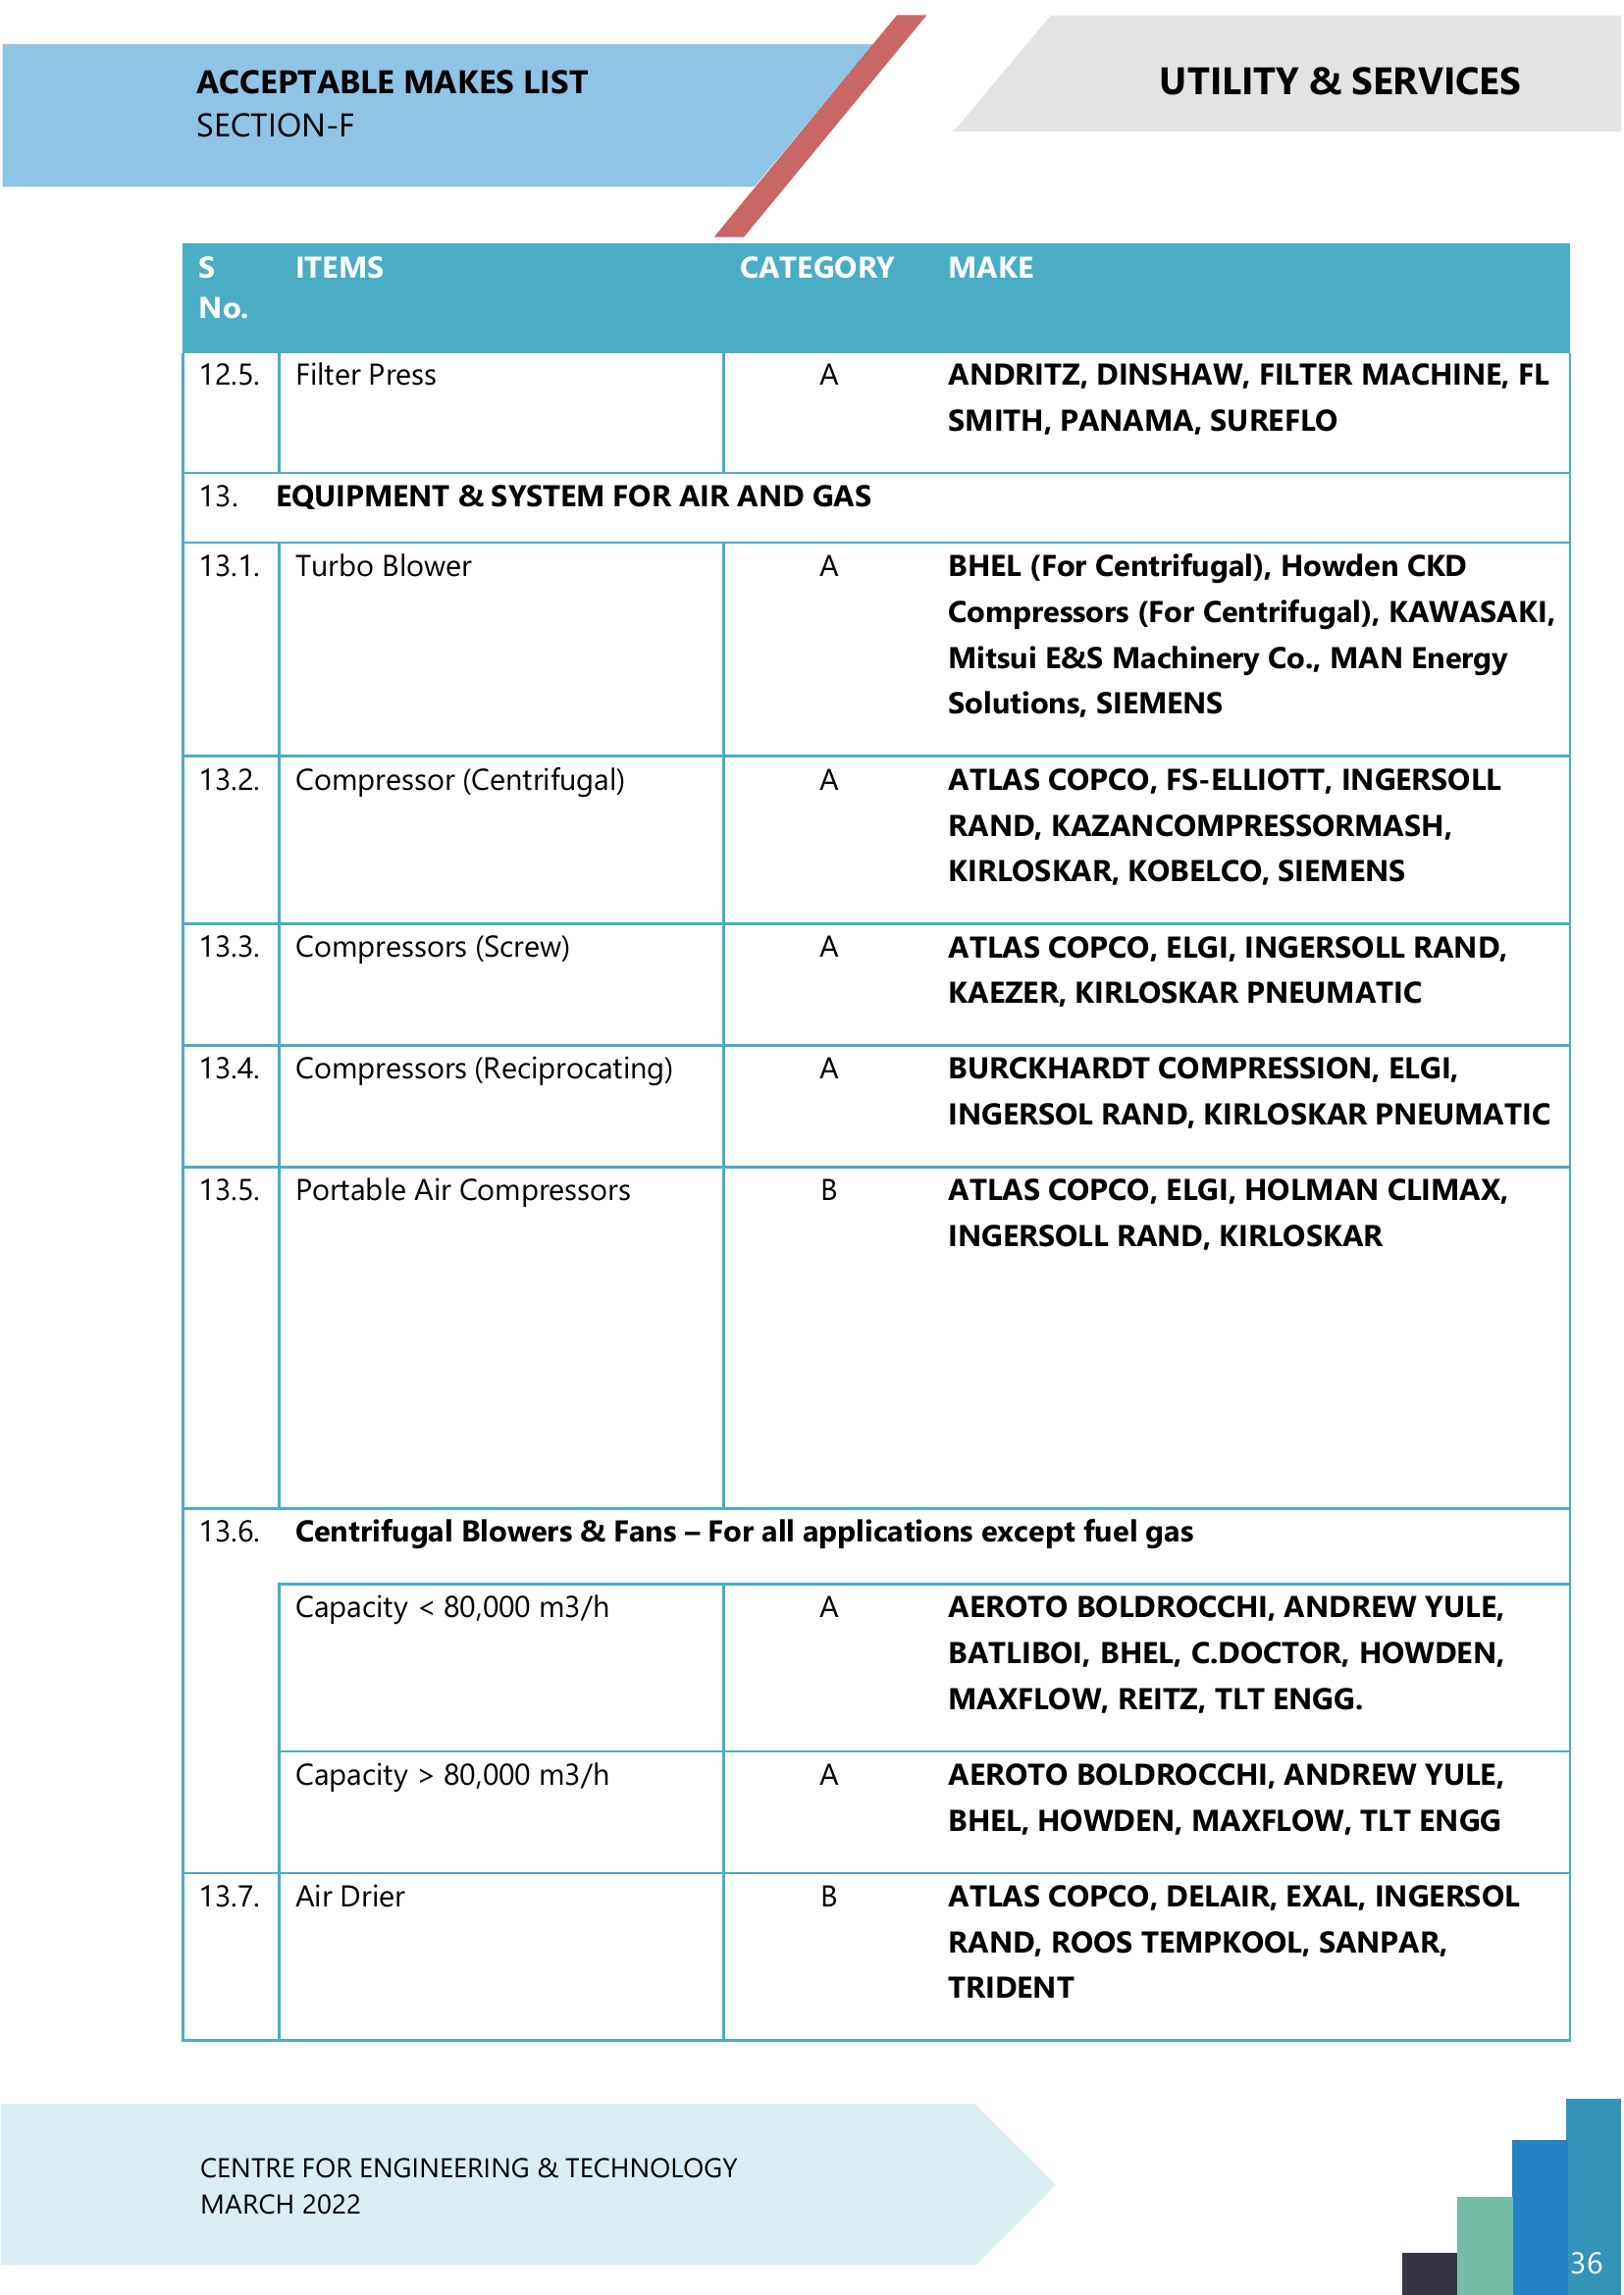 ACCEPTABLE MAKES LIST
SECTION-F
UTILITY & SERVICES
S No. ITEMS CATEGORY MAKE
12.5. Filter Press A ANDRITZ, DINSHAW, FILTER MACHINE, FL
SMITH, PANAMA, SUREFLO
13. EQUIPMENT & SYSTEM FOR AIR AND GAS
13.1. Turbo Blower A BHEL (For Centrifugal), Howden CKD
Compressors (For Centrifugal), KAWASAKI,
Mitsui E&S Machinery Co., MAN Energy
Solutions, SIEMENS
13.2. Compressor (Centrifugal) A ATLAS COPCO, FS-ELLIOTT, INGERSOLL
RAND, KAZANCOMPRESSORMASH,
KIRLOSKAR, KOBELCO, SIEMENS
13.3. Compressors (Screw) A ATLAS COPCO, ELGI, INGERSOLL RAND,
KAEZER, KIRLOSKAR PNEUMATIC
13.4. Compressors (Reciprocating) A BURCKHARDT COMPRESSION, ELGI,
INGERSOL RAND, KIRLOSKAR PNEUMATIC
13.5. Portable Air Compressors B ATLAS COPCO, ELGI, HOLMAN CLIMAX,
INGERSOLL RAND, KIRLOSKAR
13.6. Centrifugal Blowers & Fans – For all applications except fuel gas
Capacity < 80,000 m3/h A AEROTO BOLDROCCHI, ANDREW YULE,
BATLIBOI, BHEL, C.DOCTOR, HOWDEN,
MAXFLOW, REITZ, TLT ENGG.
Capacity > 80,000 m3/h A AEROTO BOLDROCCHI, ANDREW YULE,
BHEL, HOWDEN, MAXFLOW, TLT ENGG
13.7. Air Drier B ATLAS COPCO, DELAIR, EXAL, INGERSOL
RAND, ROOS TEMPKOOL, SANPAR,
TRIDENT
CENTRE FOR ENGINEERING & TECHNOLOGY
MARCH 2022
36